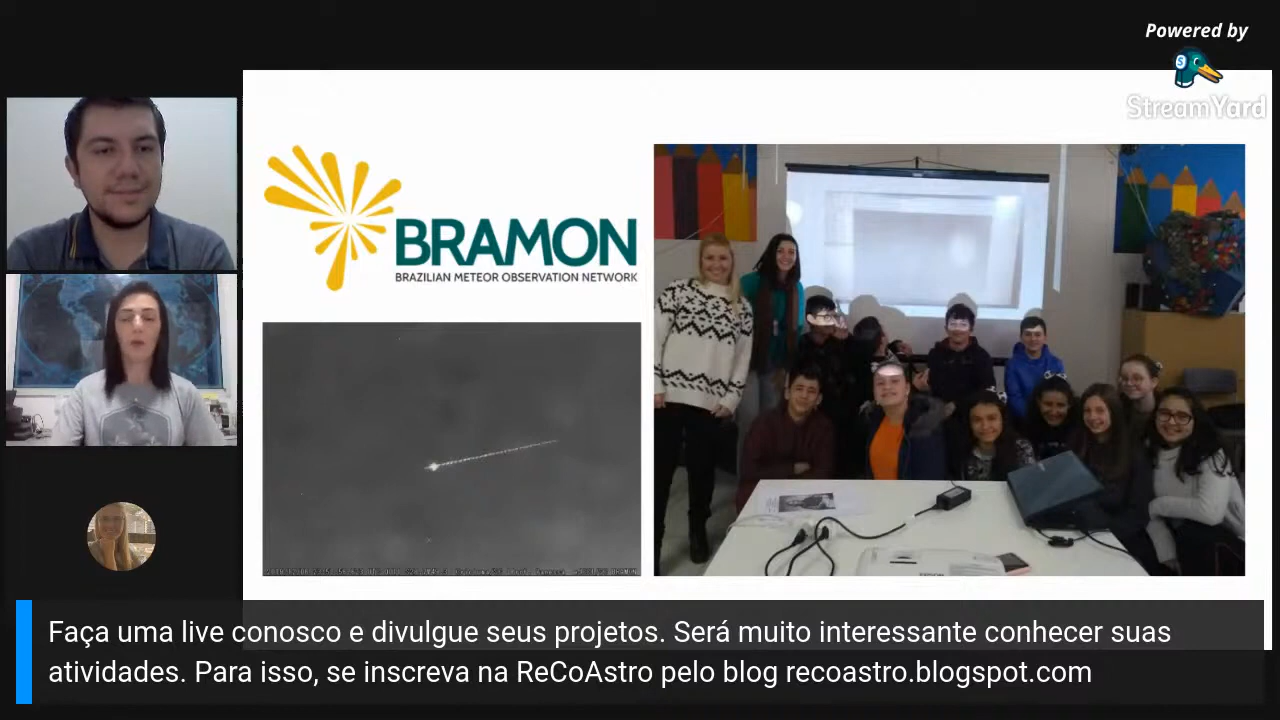 Powered by
StreamYard
BRAMON
BRAZILIAN METEOR OBSERVATION NETWORK
Faça uma live conosco e divulgue seus projetos. Será muito interessante conhecer suas
atividades. Para isso, se inscreva na ReCoAstro pelo blog recoastro.blogspot.com